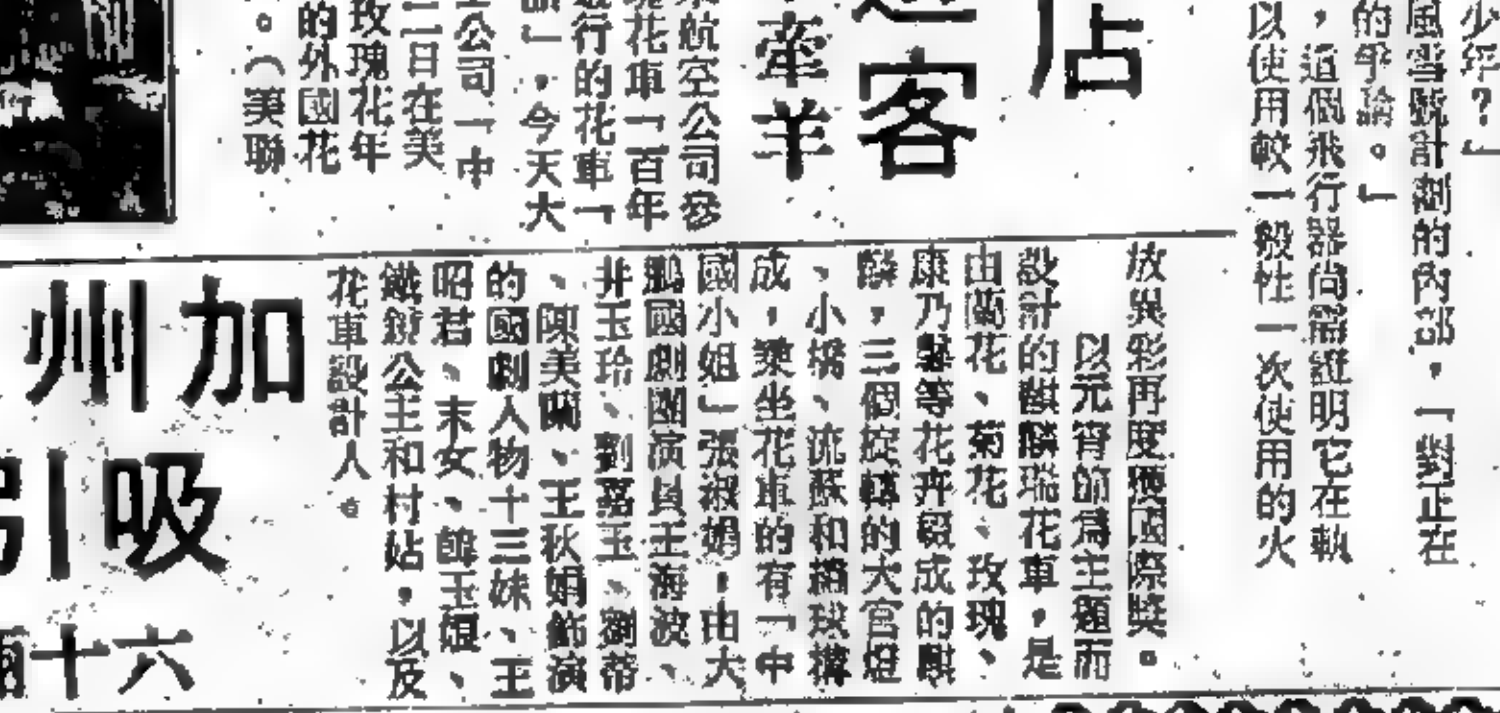 少年？」
風雪號計劃的內部，「對正在
的爭論。」
，這個飛行器尚需證明它在執
以使用較一般性一次使用的火
店
客
牽羊
航空公司參
花車「百年
行的花車「
」，今天大
公司「中
二日在美
玫瑰花年
的外國花
。（美聯
放異彩再度獲國際獎。
以元宵節為主題而
設計的麒麟瑞花車，是
由蘭花、菊花、玫瑰、
康乃馨等花卉綴成的麒
麟，三個旋轉的大宮燈
、小橋、流蘇和牆球撐
成，乘坐花車的有「中
國小姐」張淑娟，由大
鵬國劇團演員王海波、
井玉玲、劉嘉玉、劉蒂
、陳美蘭、王秋娟飾演
的國劇人物十三妹、王
昭君、末女、韓玉娘、
鐵鏡公主和村姑，以及
花車設計人。
加州
吸引
六十兩